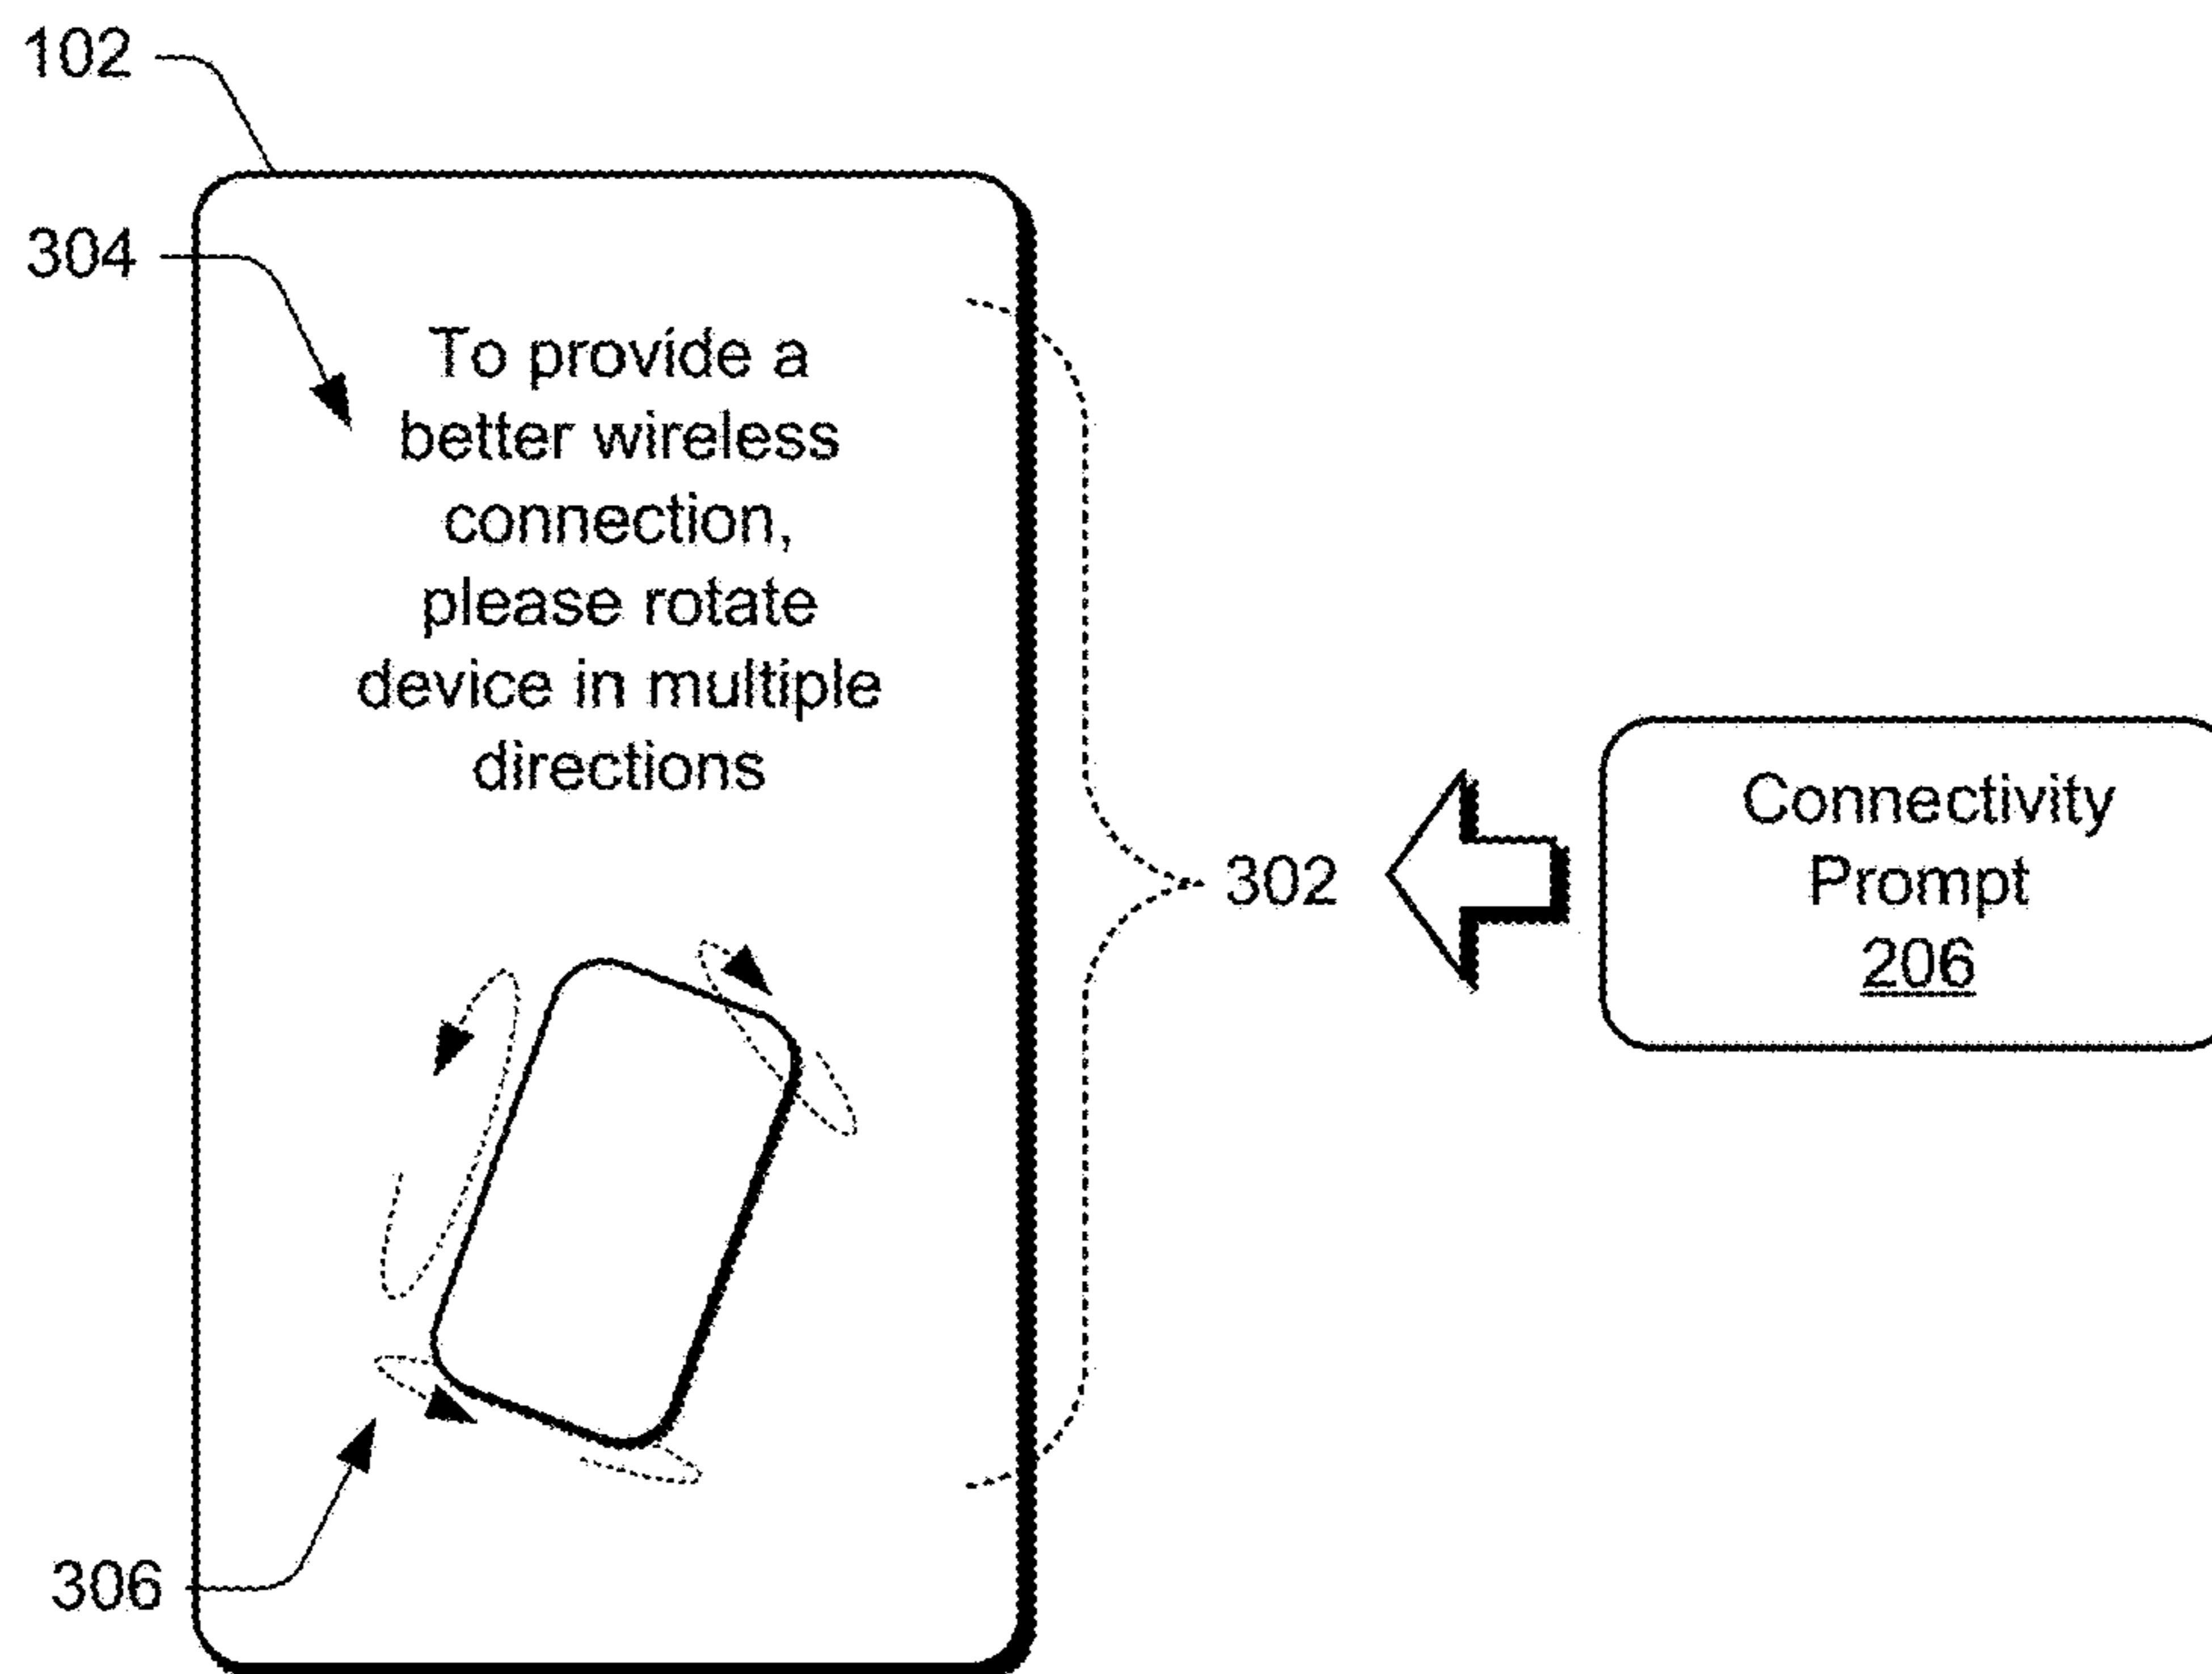 102
304
To provide a
better wireless
connection,
please rotate
device in multiple
directions
302
Connectivity
Prompt
206
306